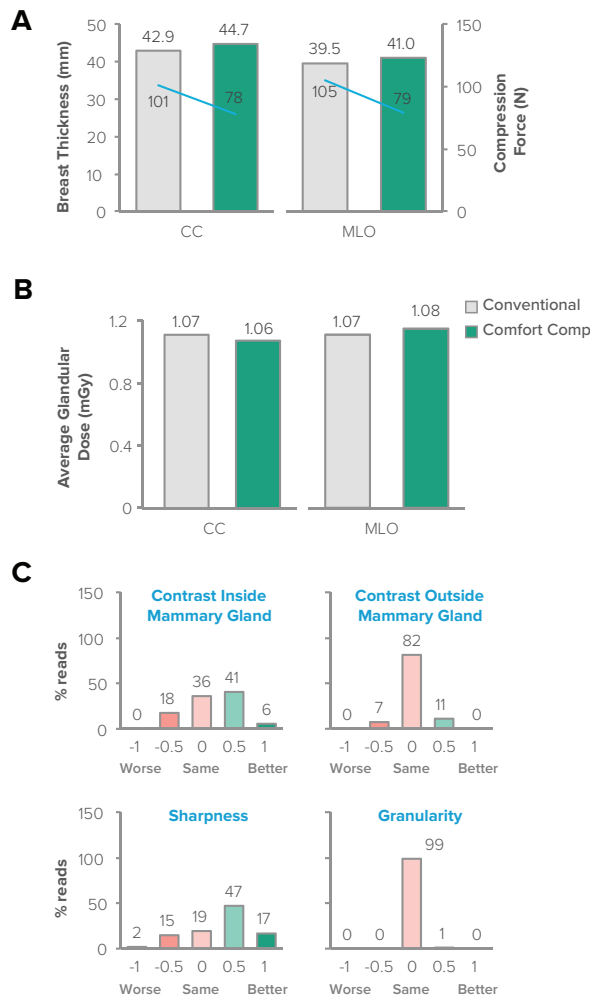 A
Breast Thickness (mm)
50
40
30
20
10
0
42.9
44.7
39.5
41.0
101
78
105
79
150
100
50
0
Compression
Force (N)
CC
MLO
B
Average Glandular
Dose (mGy)
1.2
0.8
0.4
0
1.07
1.06
1.07
1.08
CC
MLO
Conventional
Comfort Comp
C
Contrast Inside
Mammary Gland
% reads
150
100
50
0
0
18
36
41
6
-1 -0.5 0 0.5 1
Worse Same Better
Contrast Outside
Mammary Gland
0
7
82
11
0
-1 -0.5 0 0.5 1
Worse Same Better
Sharpness
% reads
150
100
50
0
2
15
19
47
17
-1 -0.5 0 0.5 1
Worse Same Better
Granularity
0
0
99
1
0
-1 -0.5 0 0.5 1
Worse Same Better